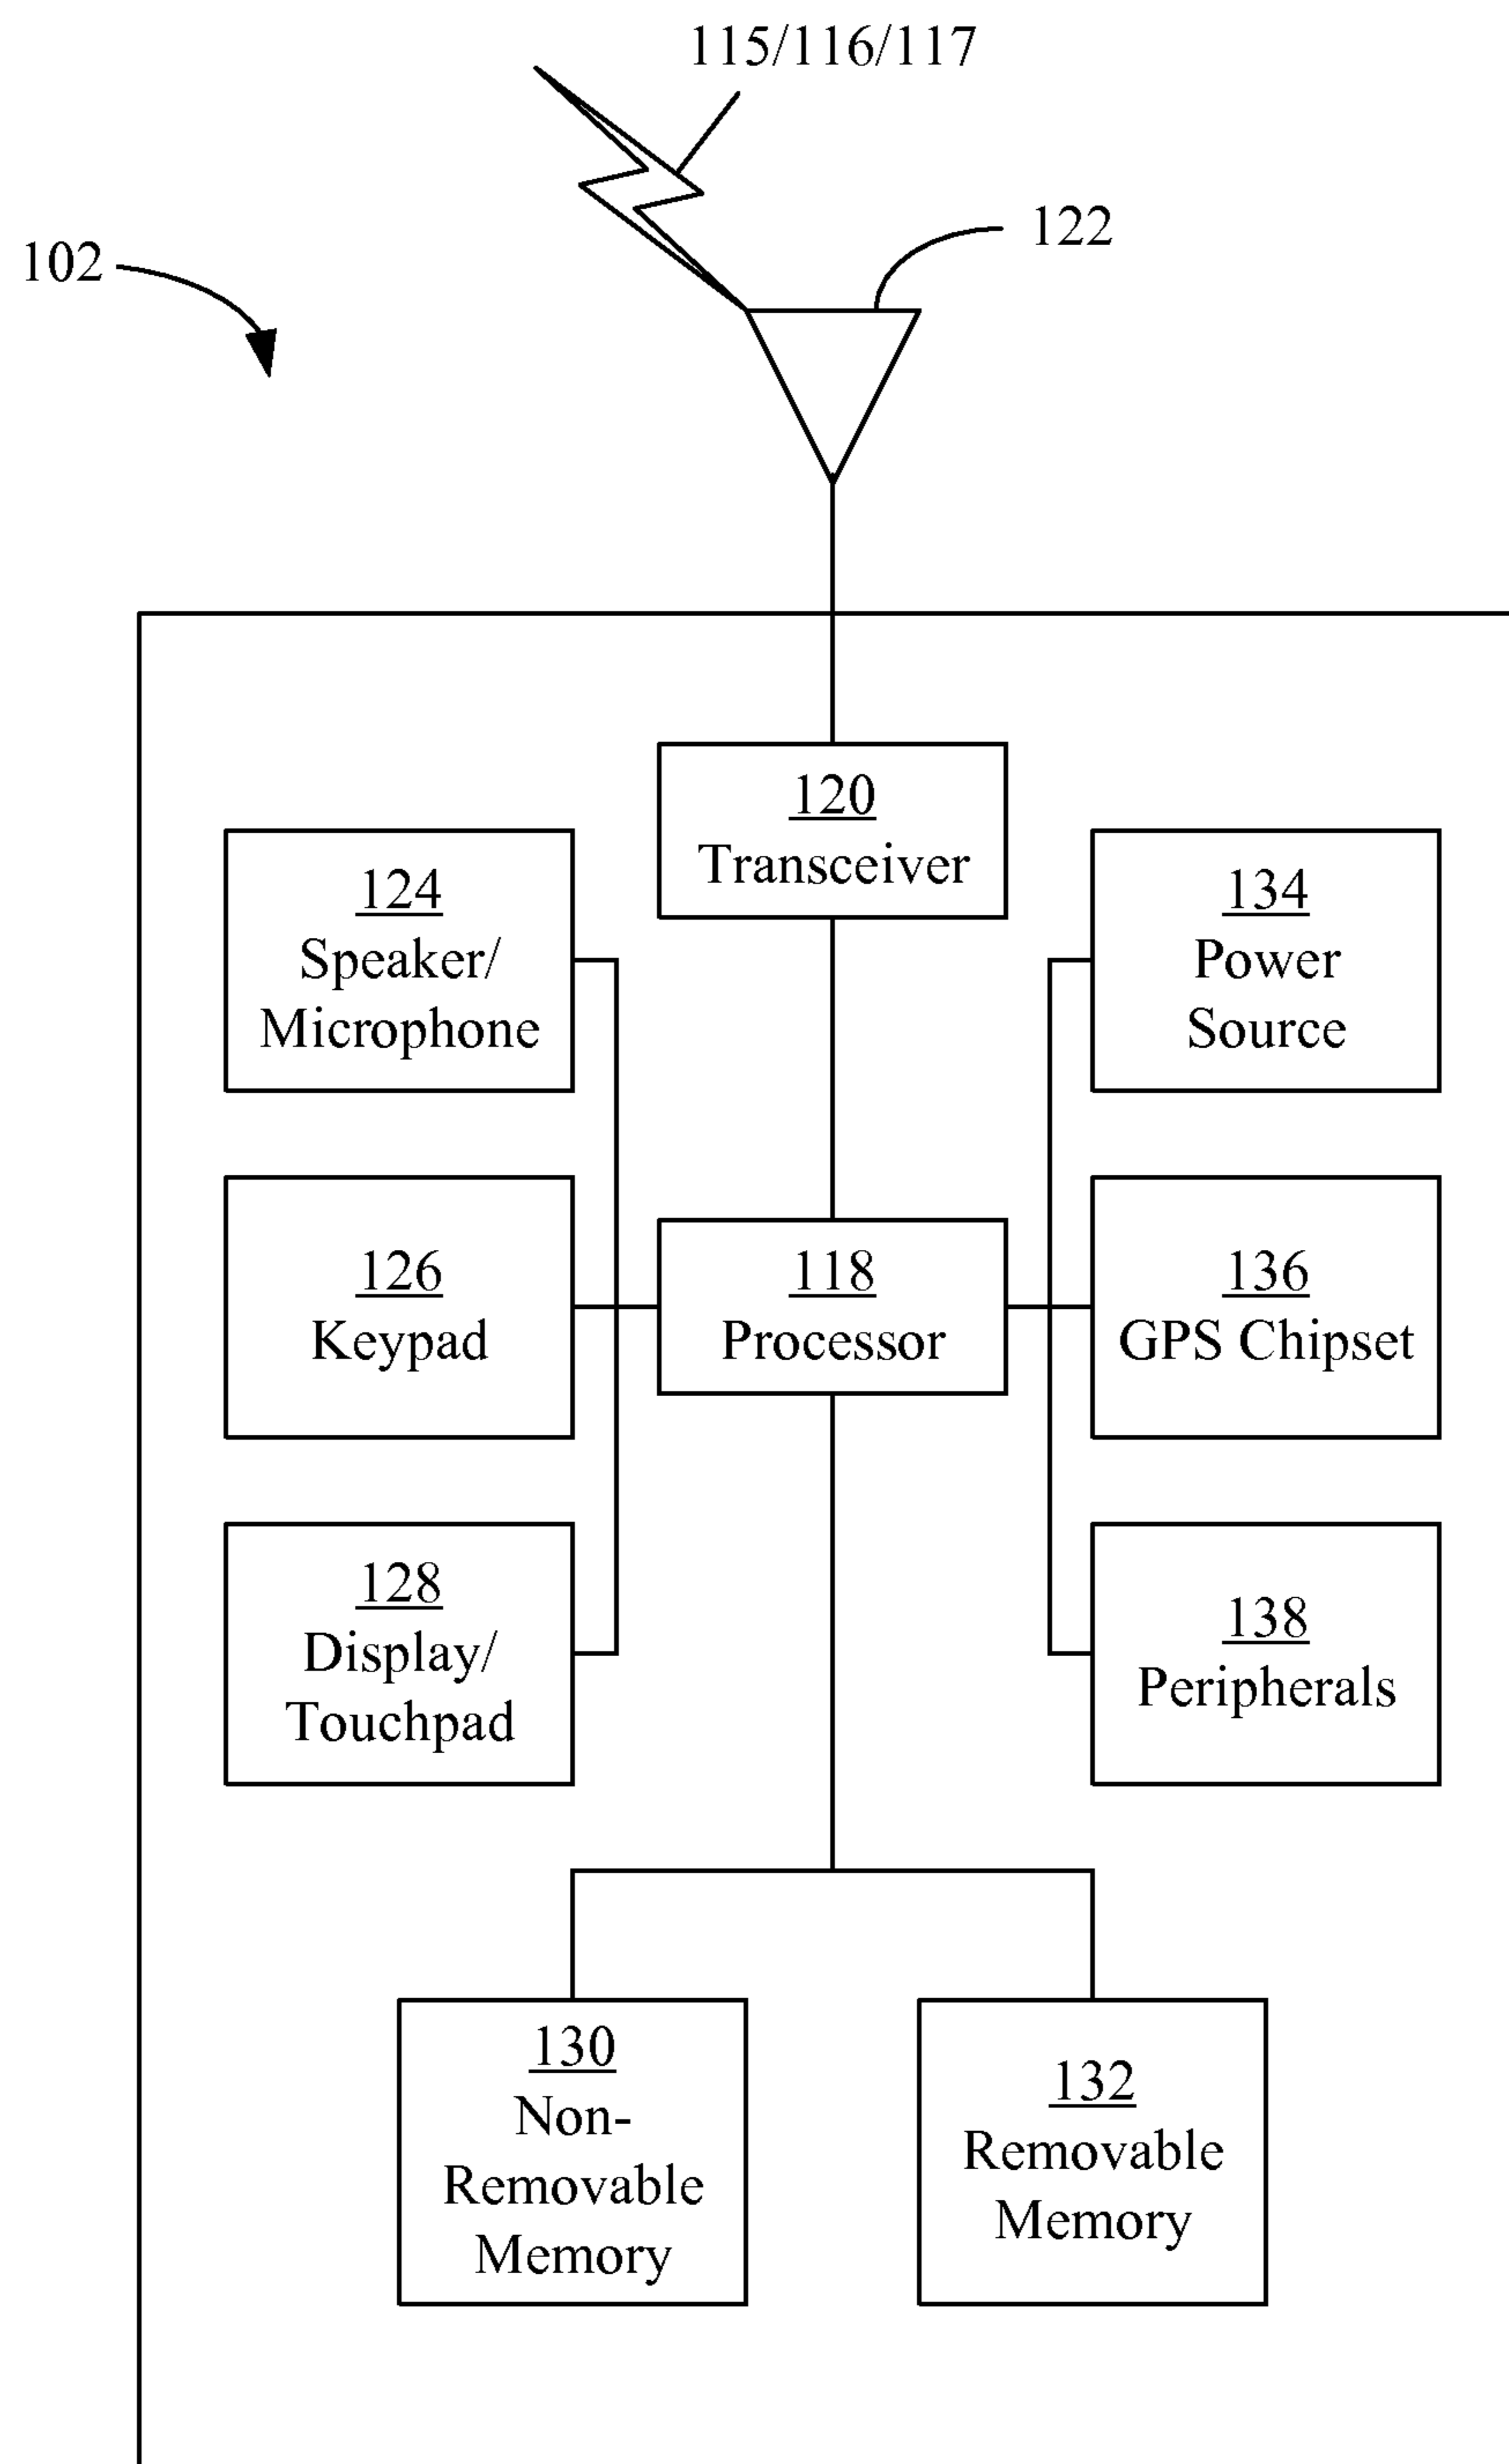 115/116/117
122
102
120
Transceiver
124
Speaker/
Microphone
134
Power
Source
126
Keypad
118
Processor
136
GPS Chipset
128
Display/
Touchpad
138
Peripherals
130
Non-
Removable
Memory
132
Removable
Memory